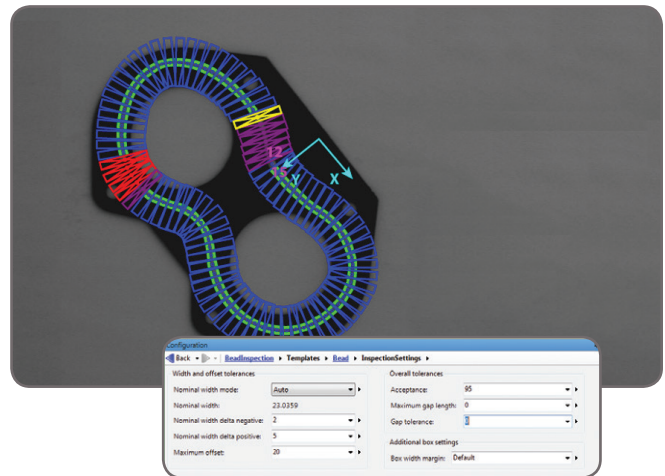 12
Y
X
Configuration
Back BeadInspection Templates Bead InspectionSettings
Width and offset tolerances
Nominal width mode: Auto
Nominal width: 23.0359
Nominal width delta negative: 2
Nominal width delta positive: 5
Maximum offset: 20
Overall tolerances
Acceptance: 95
Maximum gap length: 0
Gap tolerance:
Additional box settings
Box width margin: Default